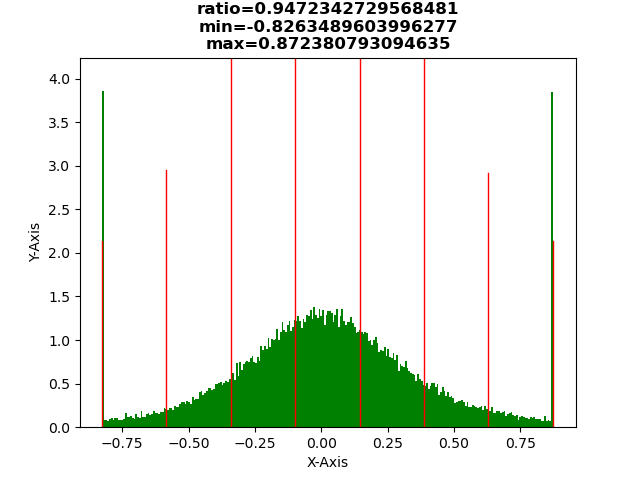 ratio=0.9472342729568481
min=-0.8263489603996277
max=0.872380793094635
4.0
3.5
3.0
2.5
2.0
1.5
1.0
0.5
0.0
Y-Axis
−0.75 −0.50 −0.25 0.00 0.25 0.50 0.75
X-Axis